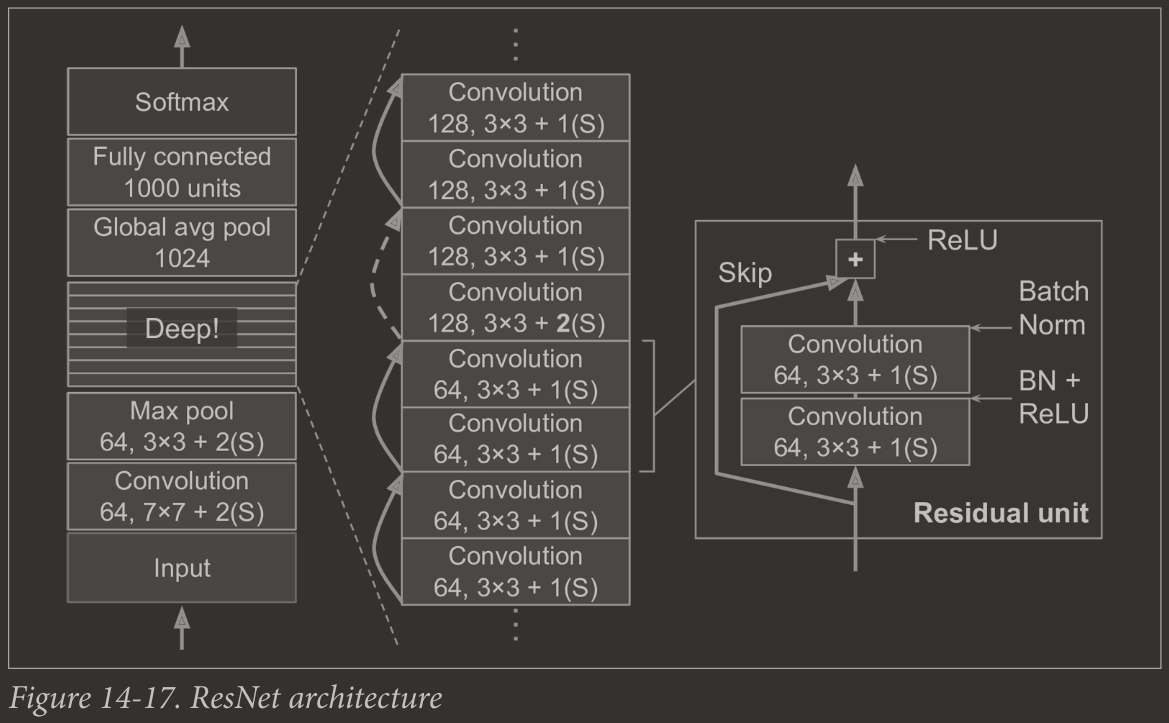 Softmax
Fully connected
1000 units
Global avg pool
1024
Deep!
Max pool
64, 3×3 + 2(S)
Convolution
64, 7×7 + 2(S)
Input
Convolution
128, 3×3 + 1(S)
Convolution
128, 3×3 + 1(S)
Convolution
128, 3×3 + 1(S)
Convolution
128, 3×3 + 2(S)
Convolution
64, 3×3 + 1(S)
Convolution
64, 3×3 + 1(S)
Convolution
64, 3×3 + 1(S)
Convolution
64, 3×3 + 1(S)
+
ReLU
Skip
Batch
Norm
Convolution
64, 3×3 + 1(S)
BN +
ReLU
Convolution
64, 3×3 + 1(S)
Residual unit
Figure 14-17. ResNet architecture